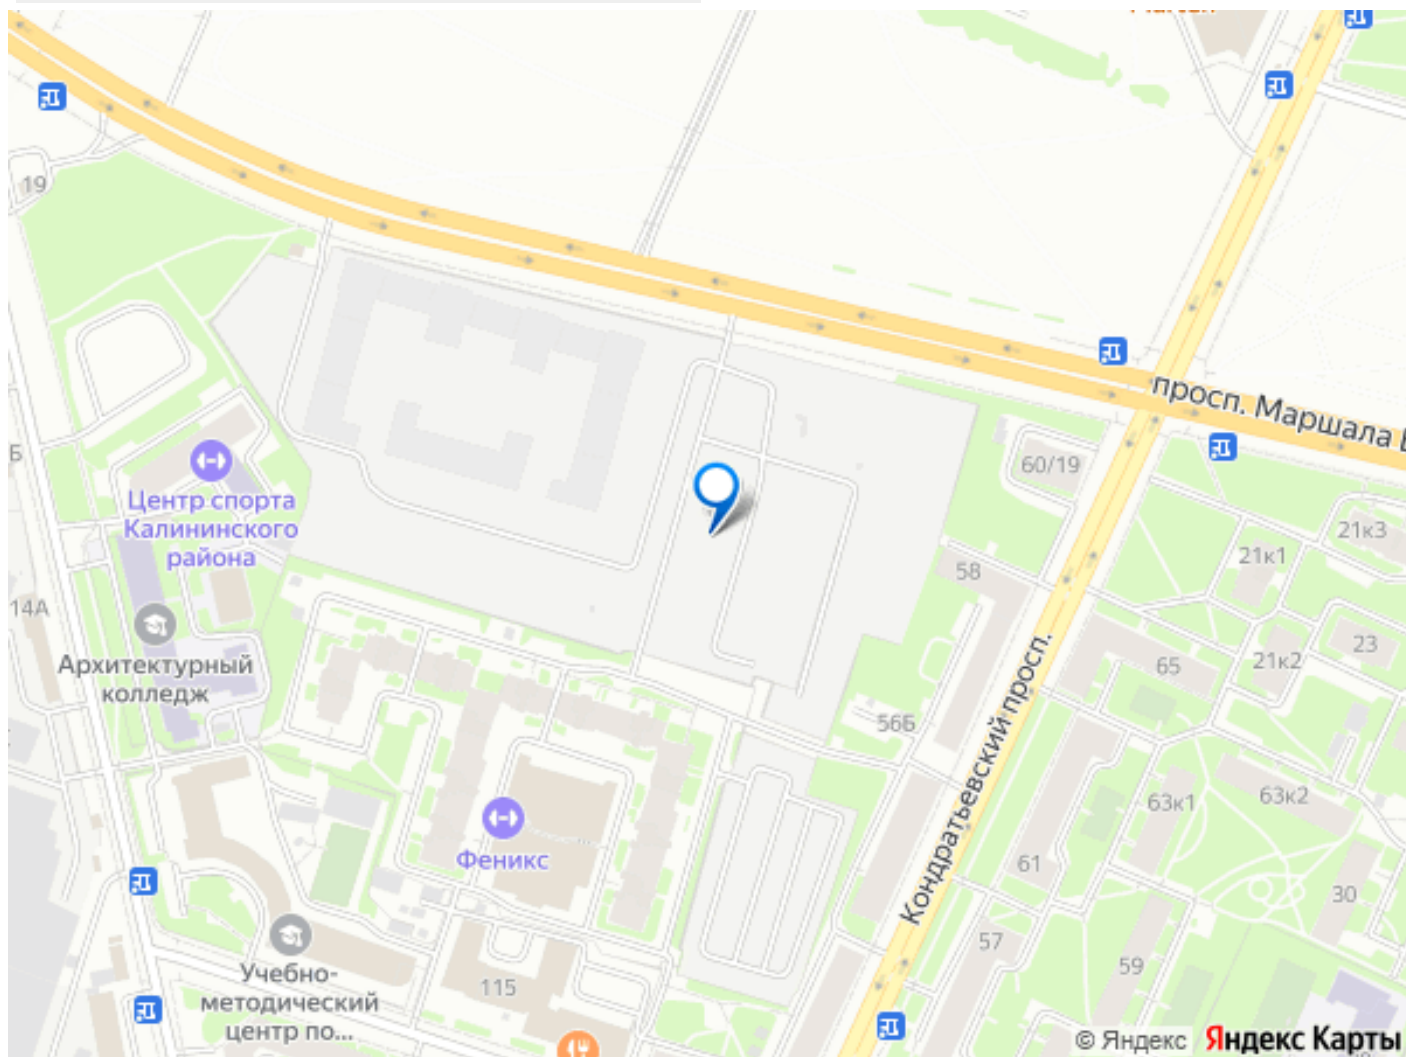 19
просп. Маршала Б
60/19
Б
Центр спорта
Калининского
района
21к3
21к1
58
14А
23
21к2
65
Архитектурный
колледж
56Б
Кондратьевский просп.
63к2
63к1
Феникс
61
30
57
59
115
Учебно-
методический
центр по...
© Яндекс
Яндекс Карты